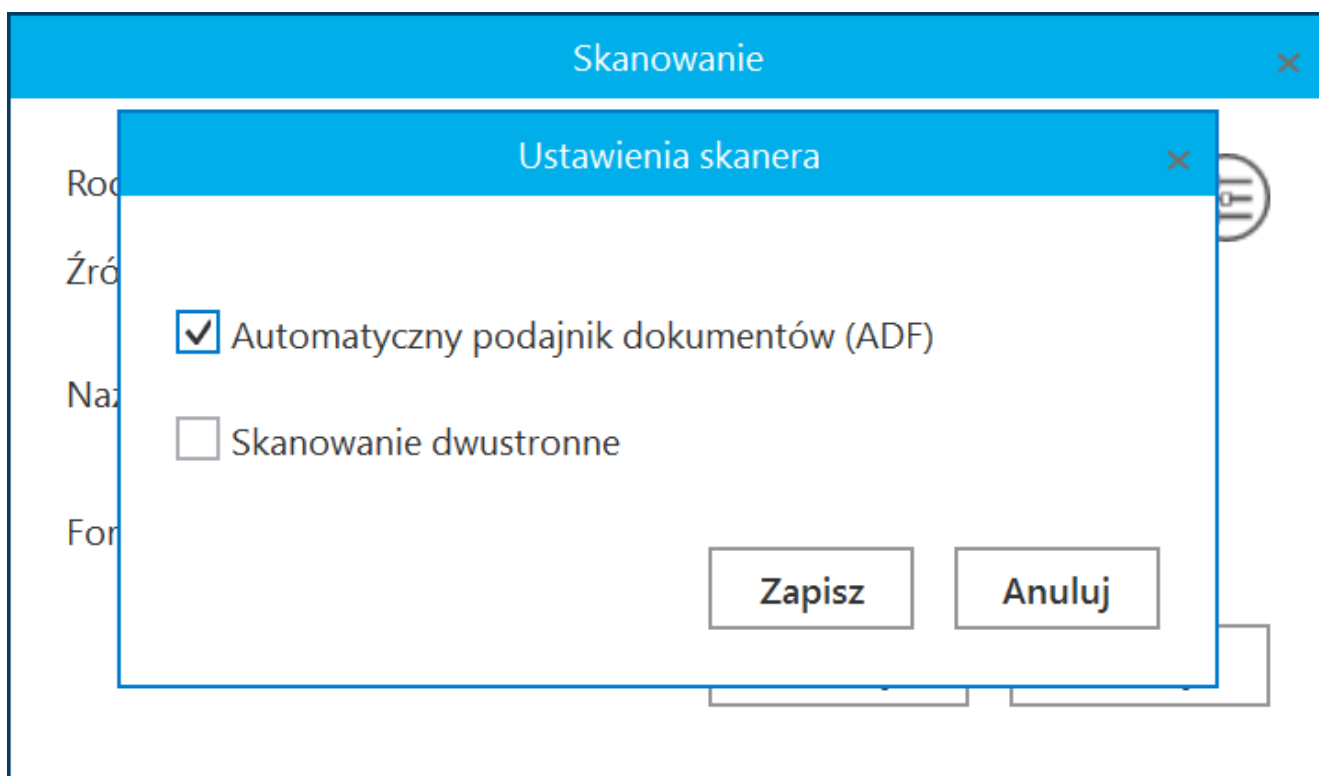 Skanowanie
Ustawienia skanera
Automatyczny podajnik dokumentów (ADF)
Skanowanie dwustronne
Zapisz
Anuluj